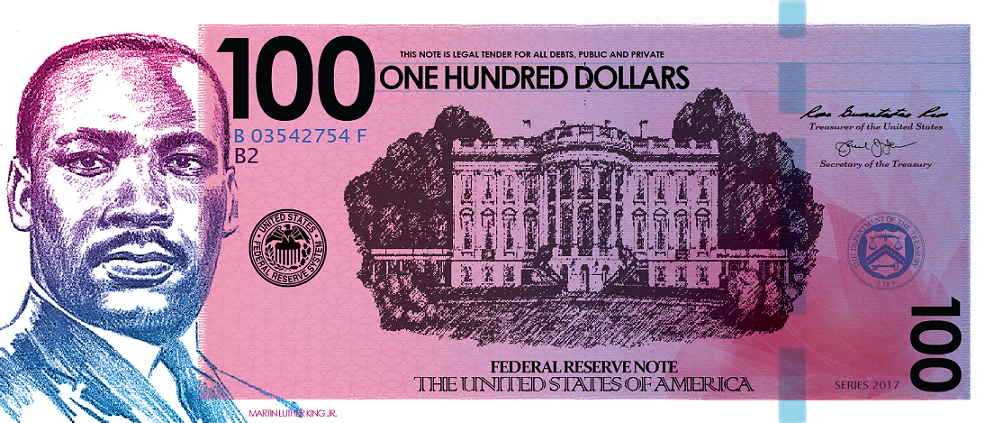 100
THIS NOTE IS LEGAL TENDER FOR ALL DEBTS, PUBLIC AND PRIVATE
ONE HUNDRED DOLLARS
B 03542754 F
B2
Treasurer of the United States
Secretary of the Treasury
UNITED STATES
FEDERAL RESERVE SYSTEM
THE DEPARTMENT OF THE TREASURY
1789
100
FEDERAL RESERVE NOTE
THE UNITED STATES OF AMERICA
SERIES 2017
MARTIN LUTHER KING JR.